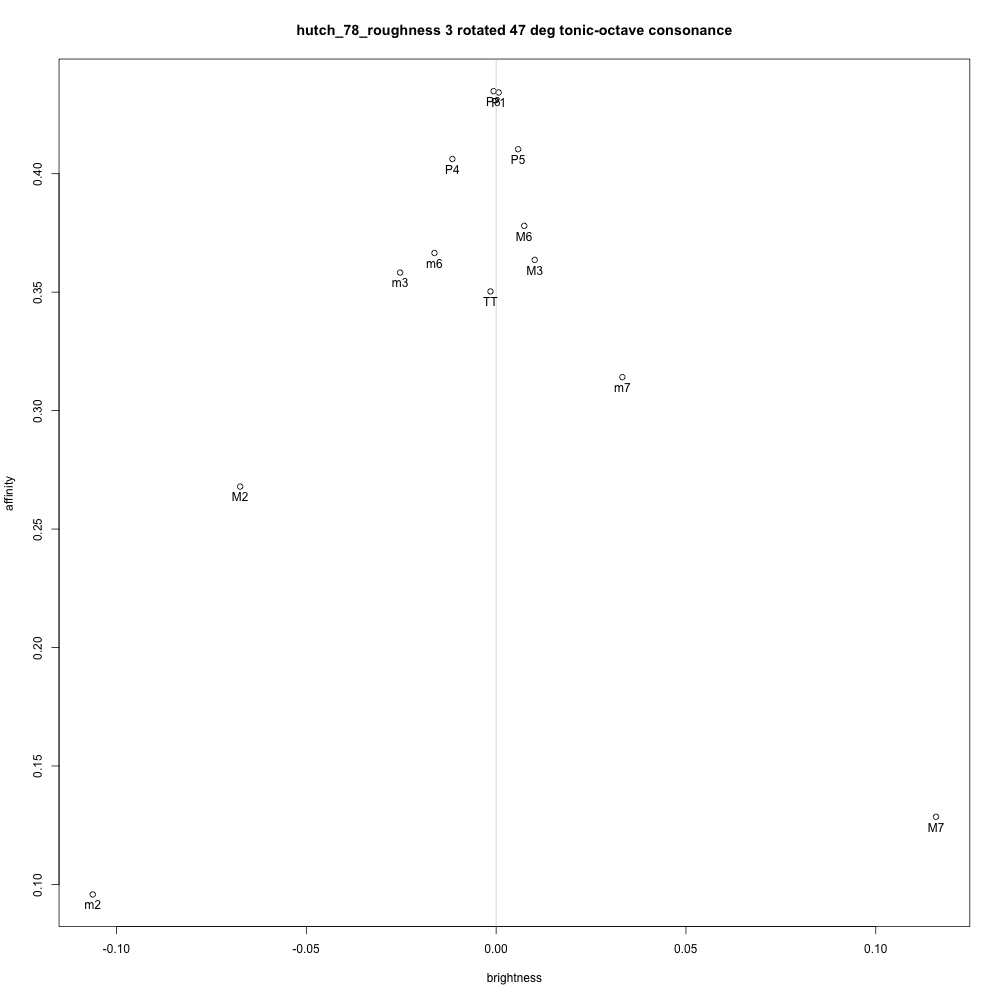 hutch_78_roughness 3 rotated 47 deg tonic-octave consonance
P8
P1
P5
P4
M6
m6
M3
m3
TT
m7
M2
M7
m2
affinity
0.40
0.35
0.30
0.25
0.20
0.15
0.10
-0.10
-0.05
0.00
0.05
0.10
brightness